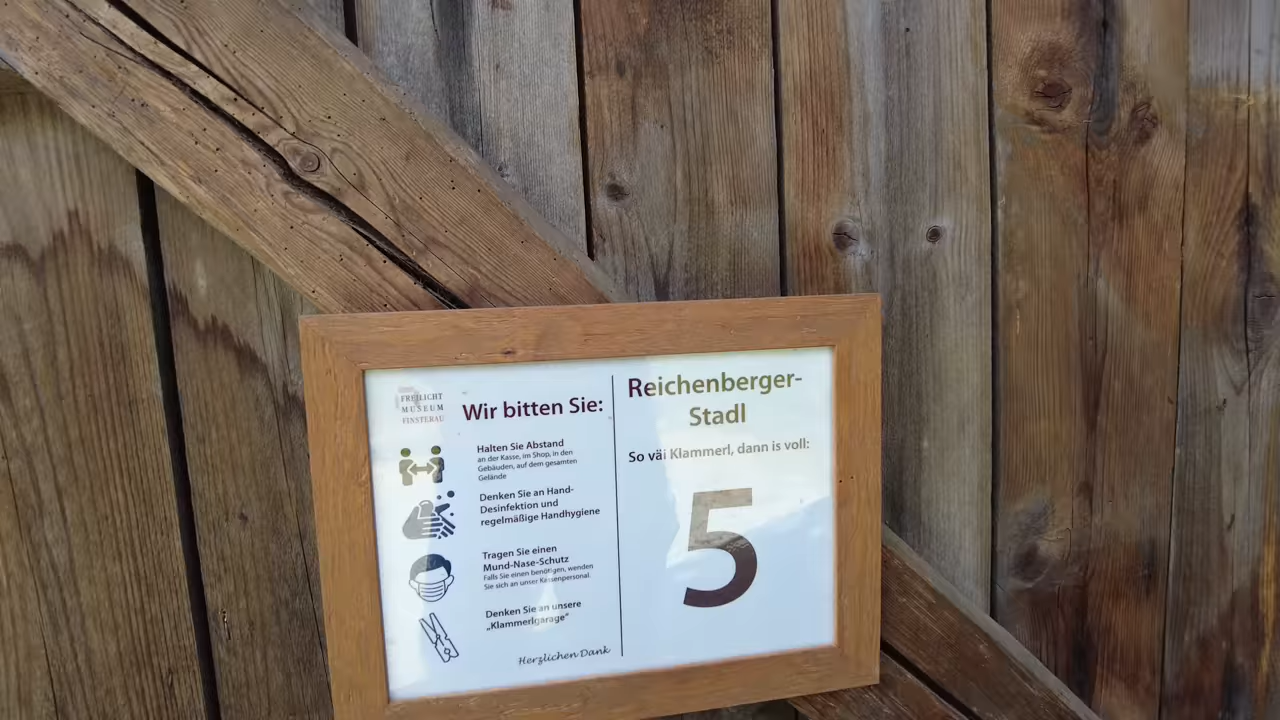 FREILICHT
MUSEUM
FINSTERAU
Wir bitten Sie:
Halten Sie Abstand
an der Kasse, im Shop, in den
Gebäuden, auf dem gesamten
Gelände
Denken Sie an Hand-
Desinfektion und
regelmäßige Handhygiene
Tragen Sie einen
Mund-Nase-Schutz
Falls Sie einen benötigen, wenden
Sie sich an unser Kassenpersonal.
Denken Sie an unsere
„Klammerlgarage"
Herzlichen Dank
Reichenberger-
Stadl
So väi Klammerl, dann is voll:
5